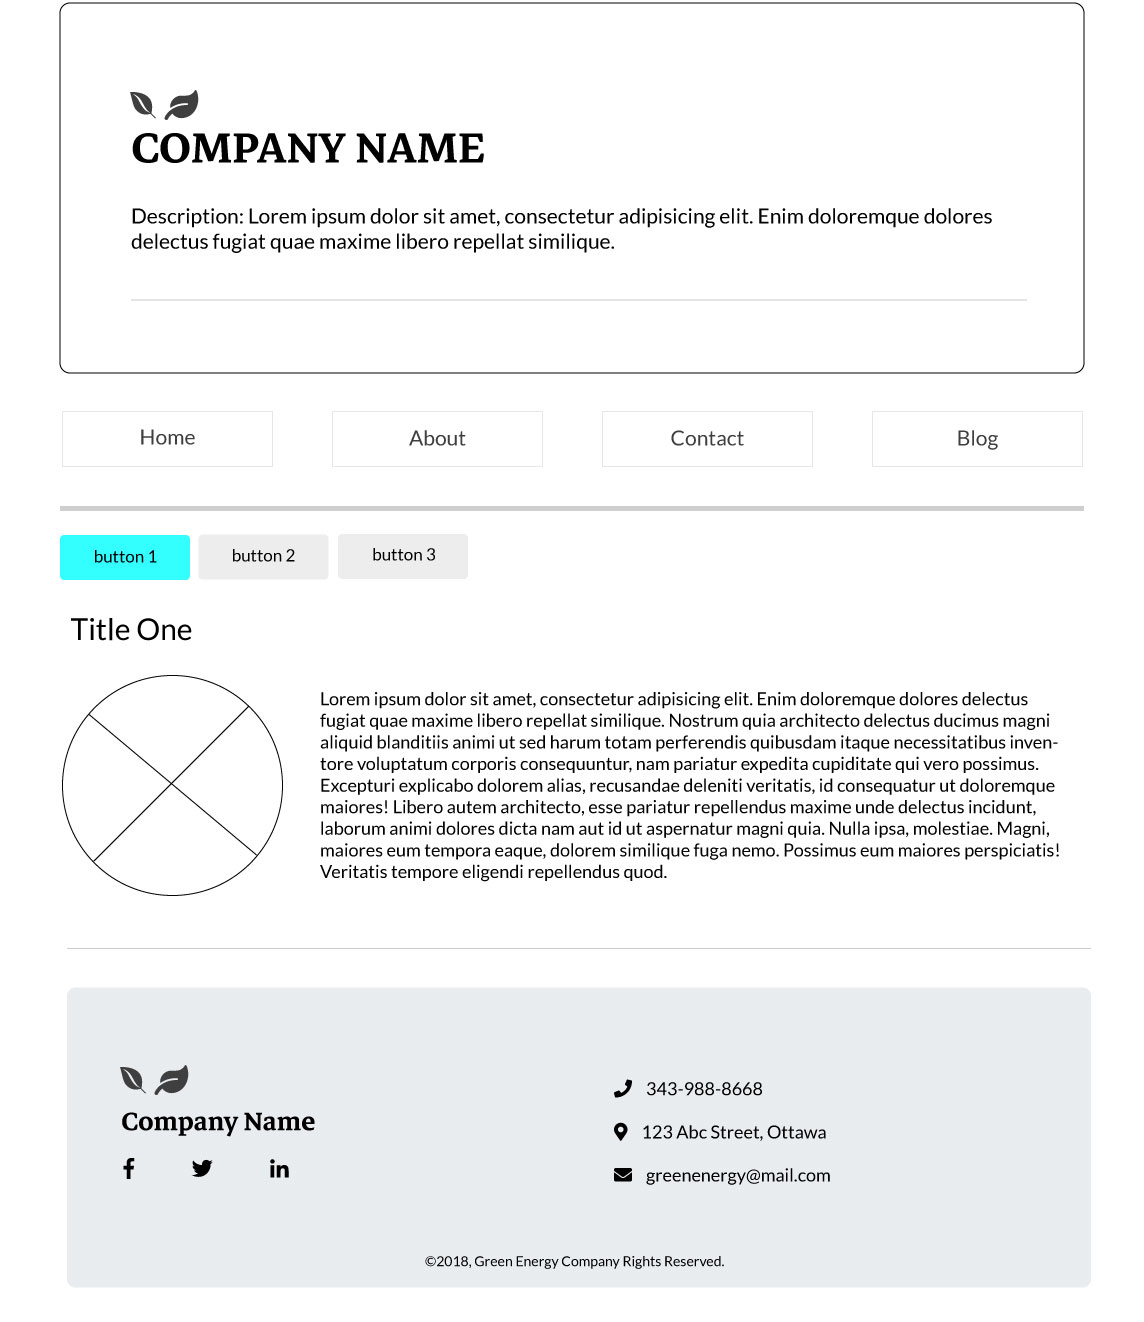 COMPANY NAME
Description: Lorem ipsum dolor sit amet, consectetur adipisicing elit. Enim doloremque dolores
delectus fugiat quae maxime libero repellat similique.
Home
About
Contact
Blog
button 1
button 2
button 3
Title One
Lorem ipsum dolor sit amet, consectetur adipisicing elit. Enim doloremque dolores delectus
fugiat quae maxime libero repellat similique. Nostrum quia architecto delectus ducimus magni
aliquid blanditiis animi ut sed harum totam perferendis quibusdam itaque necessitatibus inven-
tore voluptatum corporis consequuntur, nam pariatur expedita cupiditate qui vero possimus.
Excepturi explicabo dolorem alias, recusandae deleniti veritatis, id consequatur ut doloremque
maiores! Libero autem architecto, esse pariatur repellendus maxime unde delectus incidunt,
laborum animi dolores dicta nam aut id ut aspernatur magni quia. Nulla ipsa, molestiae. Magni,
maiores eum tempora eaque, dolorem similique fuga nemo. Possimus eum maiores perspiciatis!
Veritatis tempore eligendi repellendus quod.
Company Name
343-988-8668
123 Abc Street, Ottawa
greenenergy@mail.com
©2018, Green Energy Company Rights Reserved.